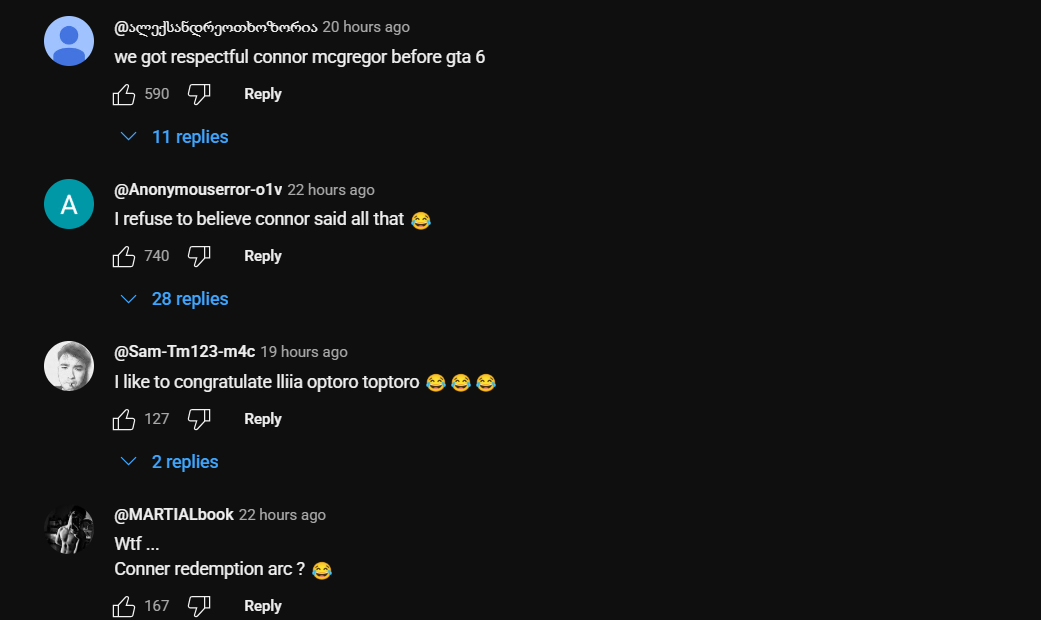 @ალექსანდრეოთხოზორია 20 hours ago
we got respectful connor mcgregor before gta 6
590 Reply
11 replies
A
@Anonymouserror-o1v 22 hours ago
I refuse to believe connor said all that 😂
740 Reply
28 replies
@Sam-Tm123-m4c 19 hours ago
I like to congratulate lliia optoro toptoro 😂 😂 😂
127 Reply
2 replies
@MARTIALbook 22 hours ago
Wtf ...
Conner redemption arc ? 😂
167 Reply